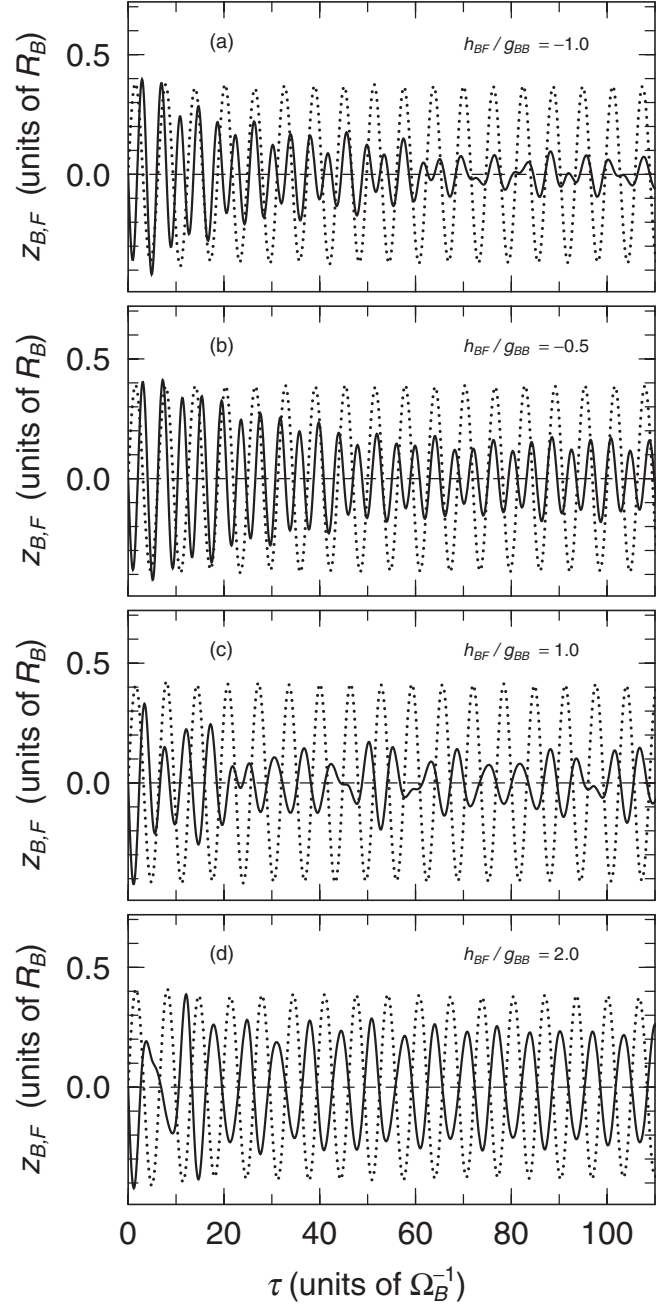 (a) h_BF / g_BB = −1.0
0.5
0.0
z_B,F (units of R_B)
(b) h_BF / g_BB = −0.5
0.5
0.0
z_B,F (units of R_B)
(c) h_BF / g_BB = 1.0
0.5
0.0
z_B,F (units of R_B)
(d) h_BF / g_BB = 2.0
0.5
0.0
z_B,F (units of R_B)
0 20 40 60 80 100
τ (units of Ω_B^−1)